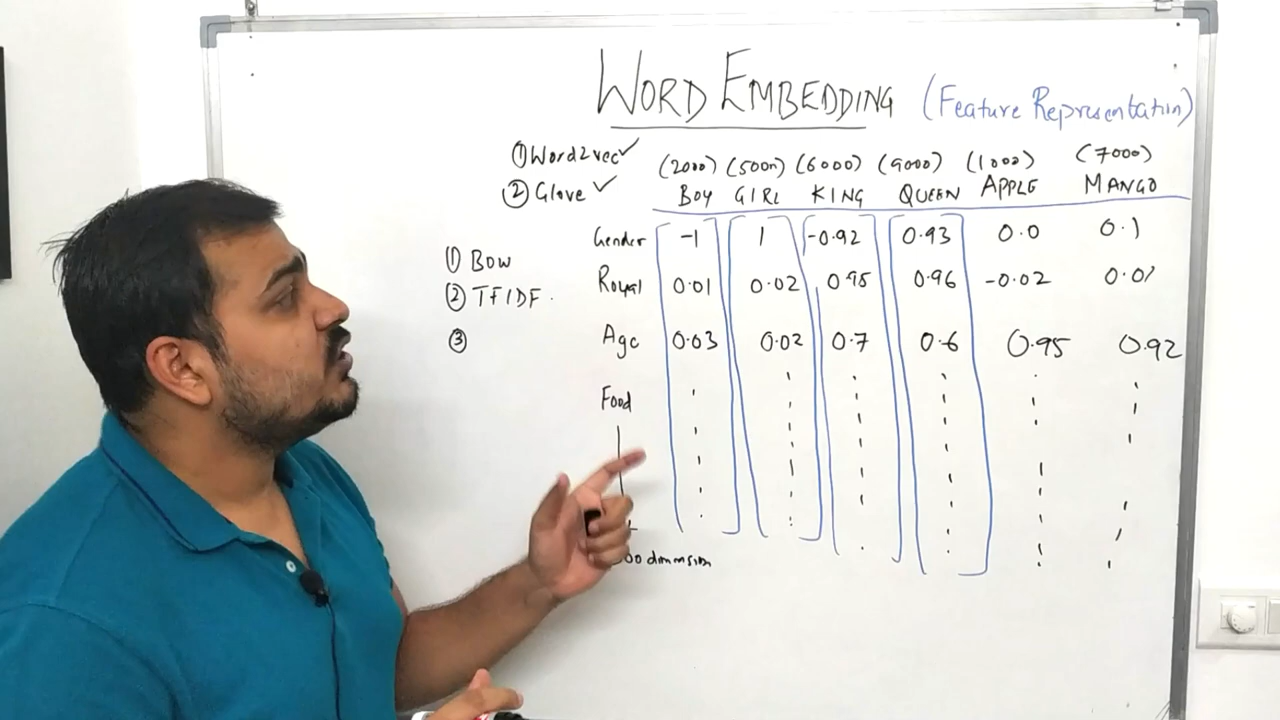 WORD EMBEDDING (Feature Representation)
① Word2vec ✓
② Glove ✓
(2000) (5000) (6000) (9000) (1000) (7000)
BOY GIRL KING QUEEN APPLE MANGO
① BOW
② TFIDF.
③
Gender -1 1 -0.92 0.93 0.0 0.1
Royal 0.01 0.02 0.95 0.96 -0.02 0.01
Age 0.03 0.02 0.7 0.6 0.95 0.92
Food
00 dimension